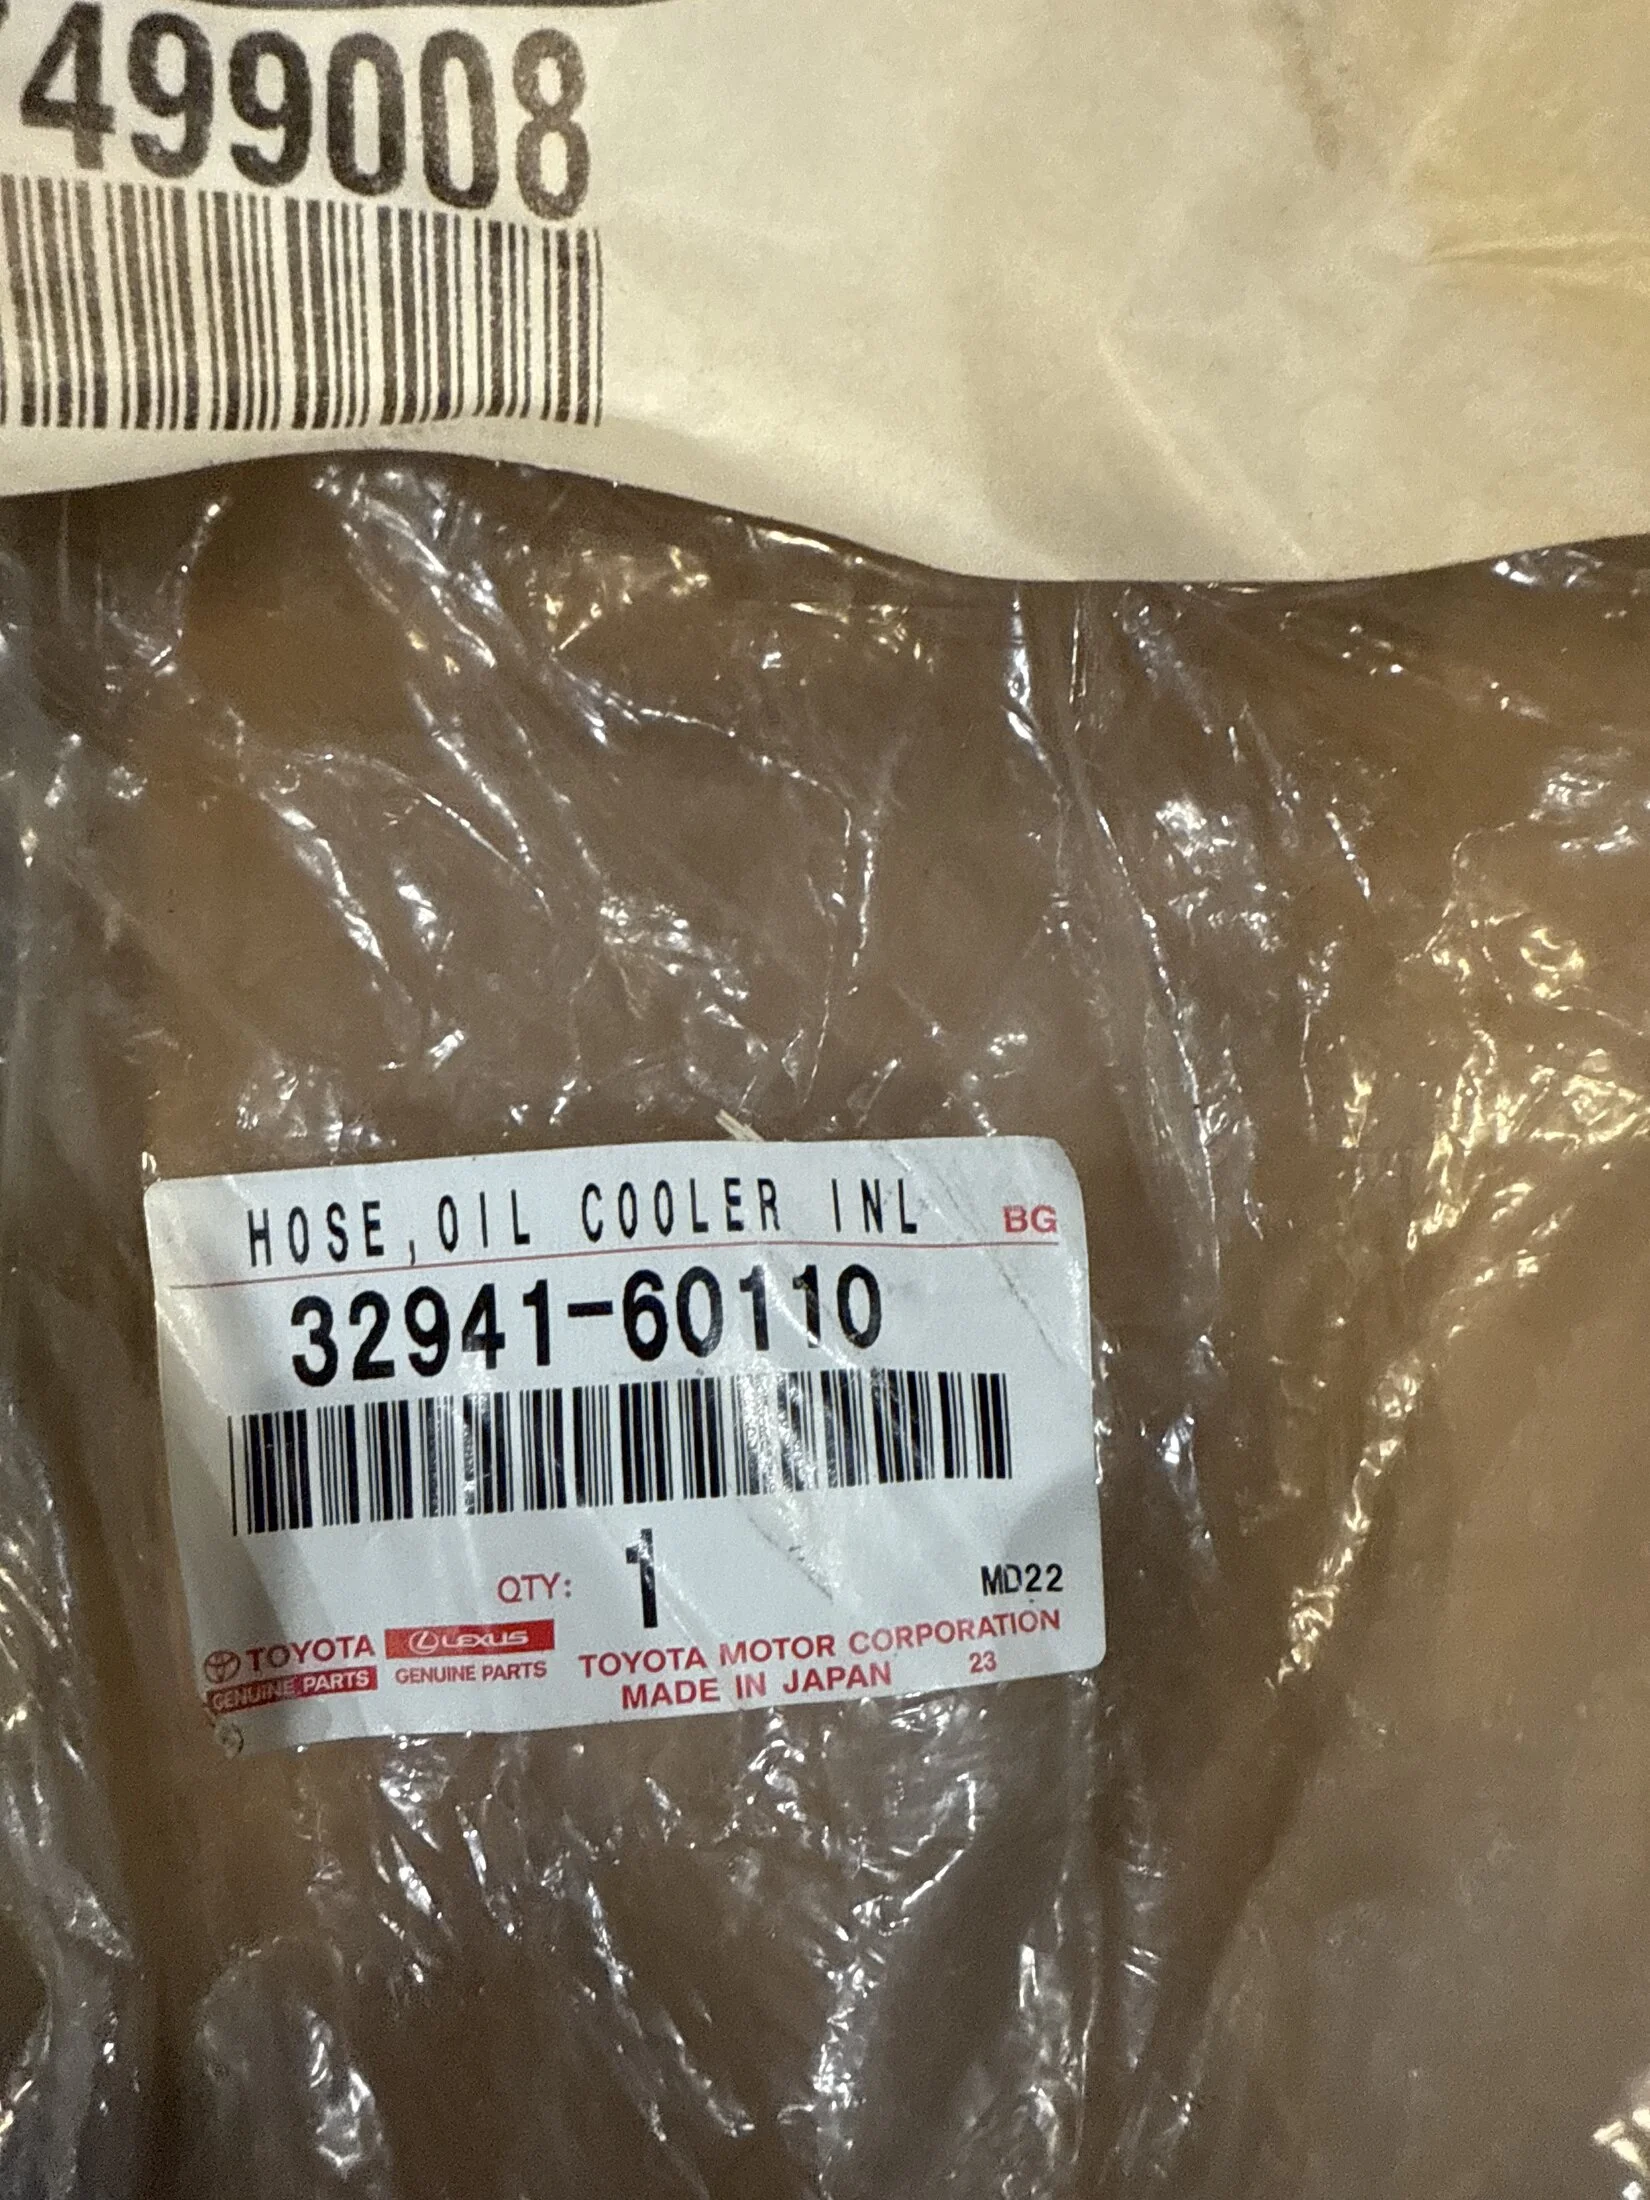 499008
HOSE,OIL COOLER INL BG
32941-60110
QTY: 1 MD22
TOYOTA LEXUS TOYOTA MOTOR CORPORATION
GENUINE PARTS GENUINE PARTS MADE IN JAPAN 23